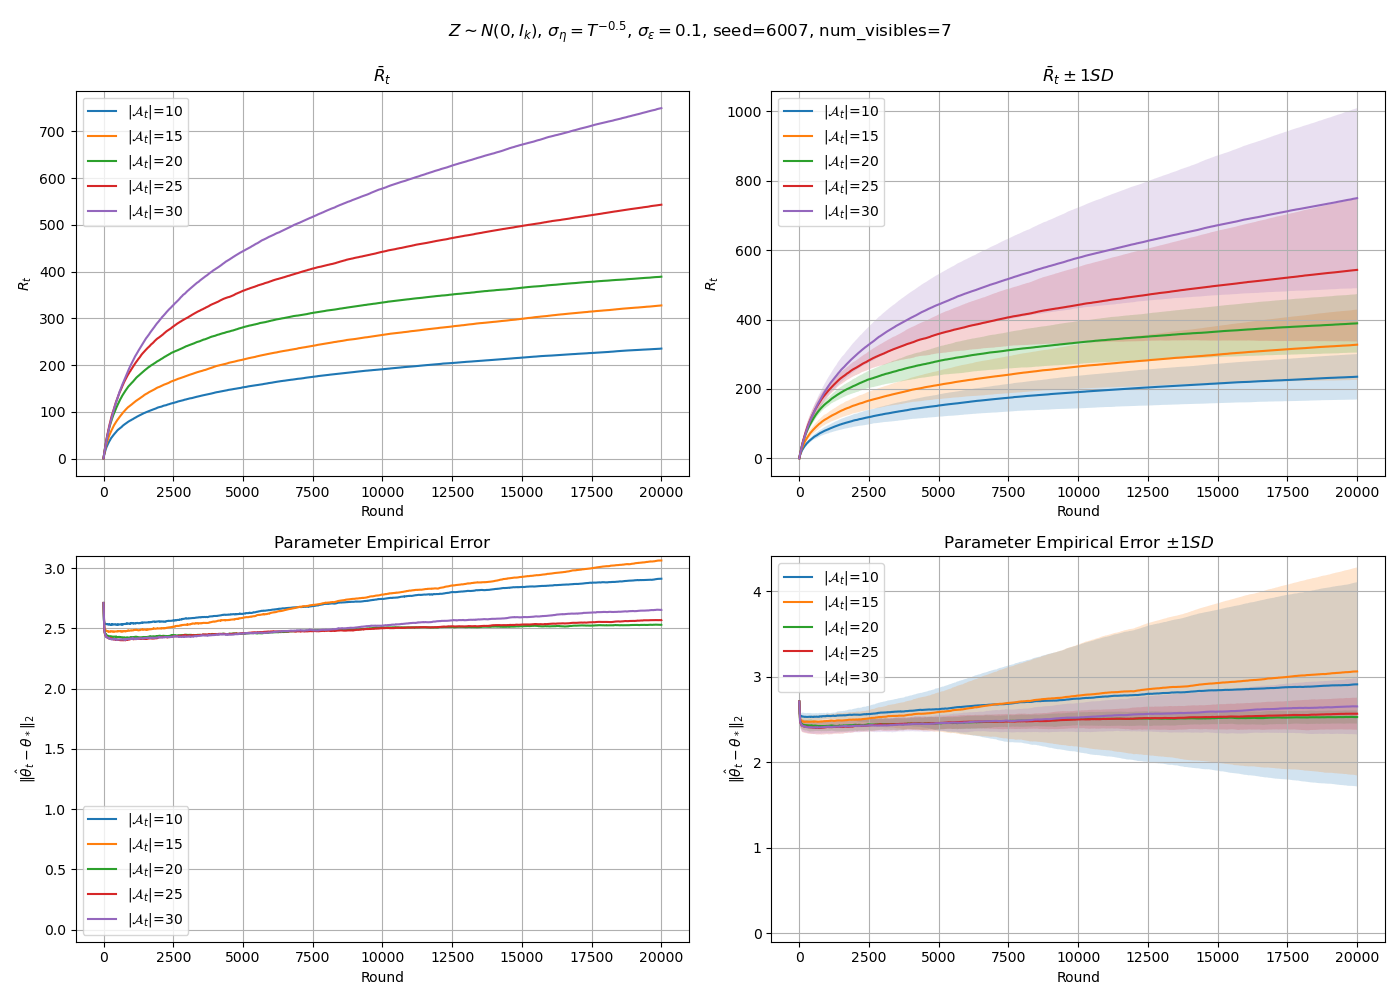 Z ∼ N(0, I_k), σ_η = T^{−0.5}, σ_ε = 0.1, seed=6007, num_visibles=7
R̄_t
R_t
700
600
500
400
300
200
100
0
|𝒜_t|=10
|𝒜_t|=15
|𝒜_t|=20
|𝒜_t|=25
|𝒜_t|=30
0 2500 5000 7500 10000 12500 15000 17500 20000
Round
R̄_t ± 1SD
R_t
1000
800
600
400
200
0
|𝒜_t|=10
|𝒜_t|=15
|𝒜_t|=20
|𝒜_t|=25
|𝒜_t|=30
0 2500 5000 7500 10000 12500 15000 17500 20000
Round
Parameter Empirical Error
‖θ̂_t − θ_*‖_2
3.0
2.5
2.0
1.5
1.0
0.5
0.0
|𝒜_t|=10
|𝒜_t|=15
|𝒜_t|=20
|𝒜_t|=25
|𝒜_t|=30
0 2500 5000 7500 10000 12500 15000 17500 20000
Round
Parameter Empirical Error ±1SD
‖θ̂_t − θ_*‖_2
4
3
2
1
0
|𝒜_t|=10
|𝒜_t|=15
|𝒜_t|=20
|𝒜_t|=25
|𝒜_t|=30
0 2500 5000 7500 10000 12500 15000 17500 20000
Round